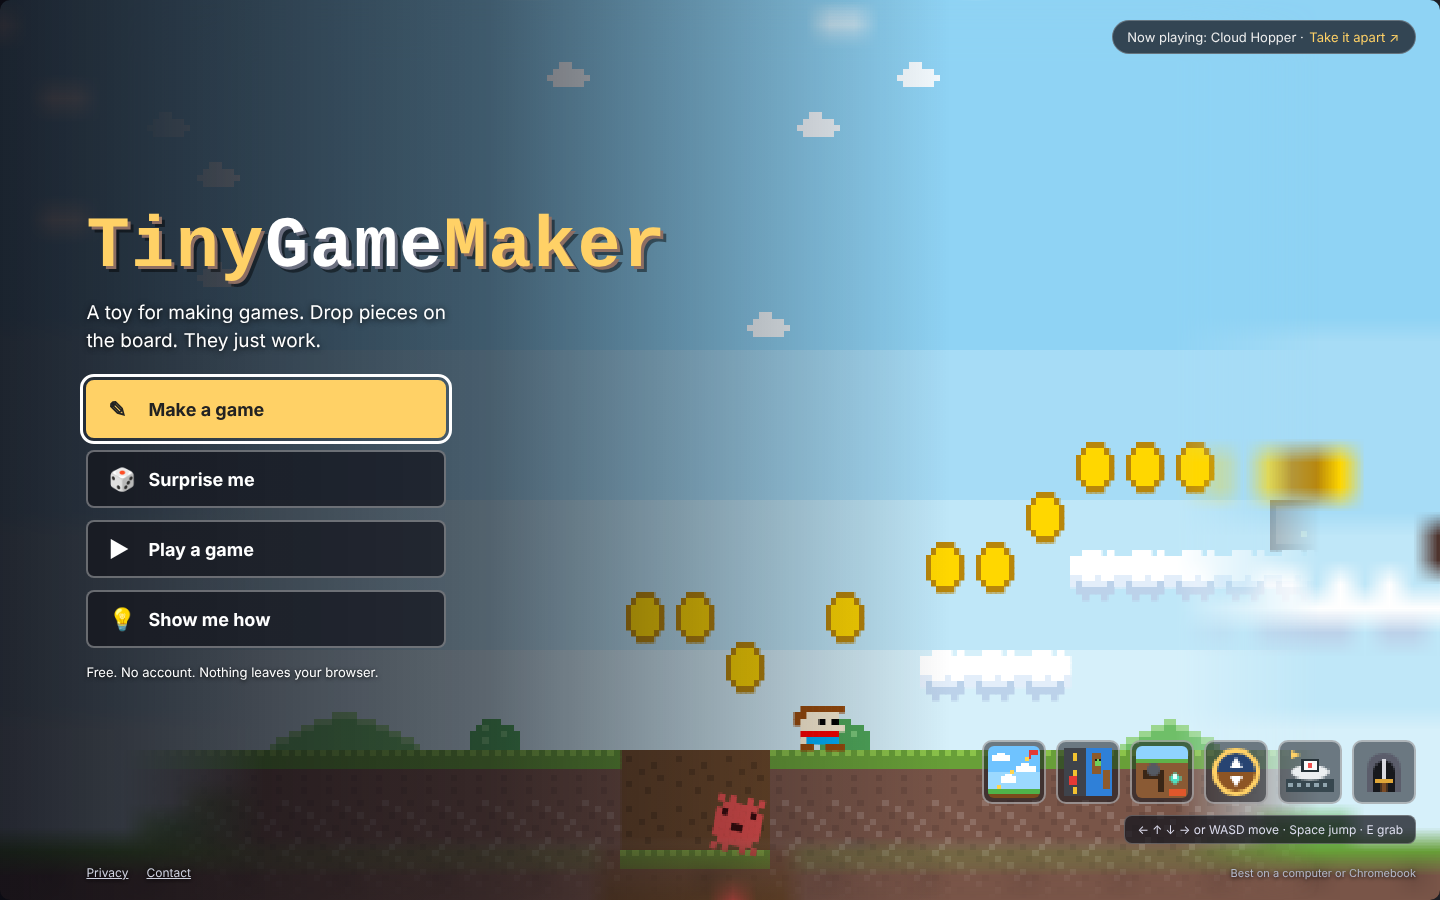 Now playing: Cloud Hopper · Take it apart ↗
TinyGameMaker
A toy for making games. Drop pieces on
the board. They just work.
✎ Make a game
🎲 Surprise me
▶ Play a game
💡 Show me how
Free. No account. Nothing leaves your browser.
← ↑ ↓ → or WASD move · Space jump · E grab
Privacy Contact
Best on a computer or Chromebook